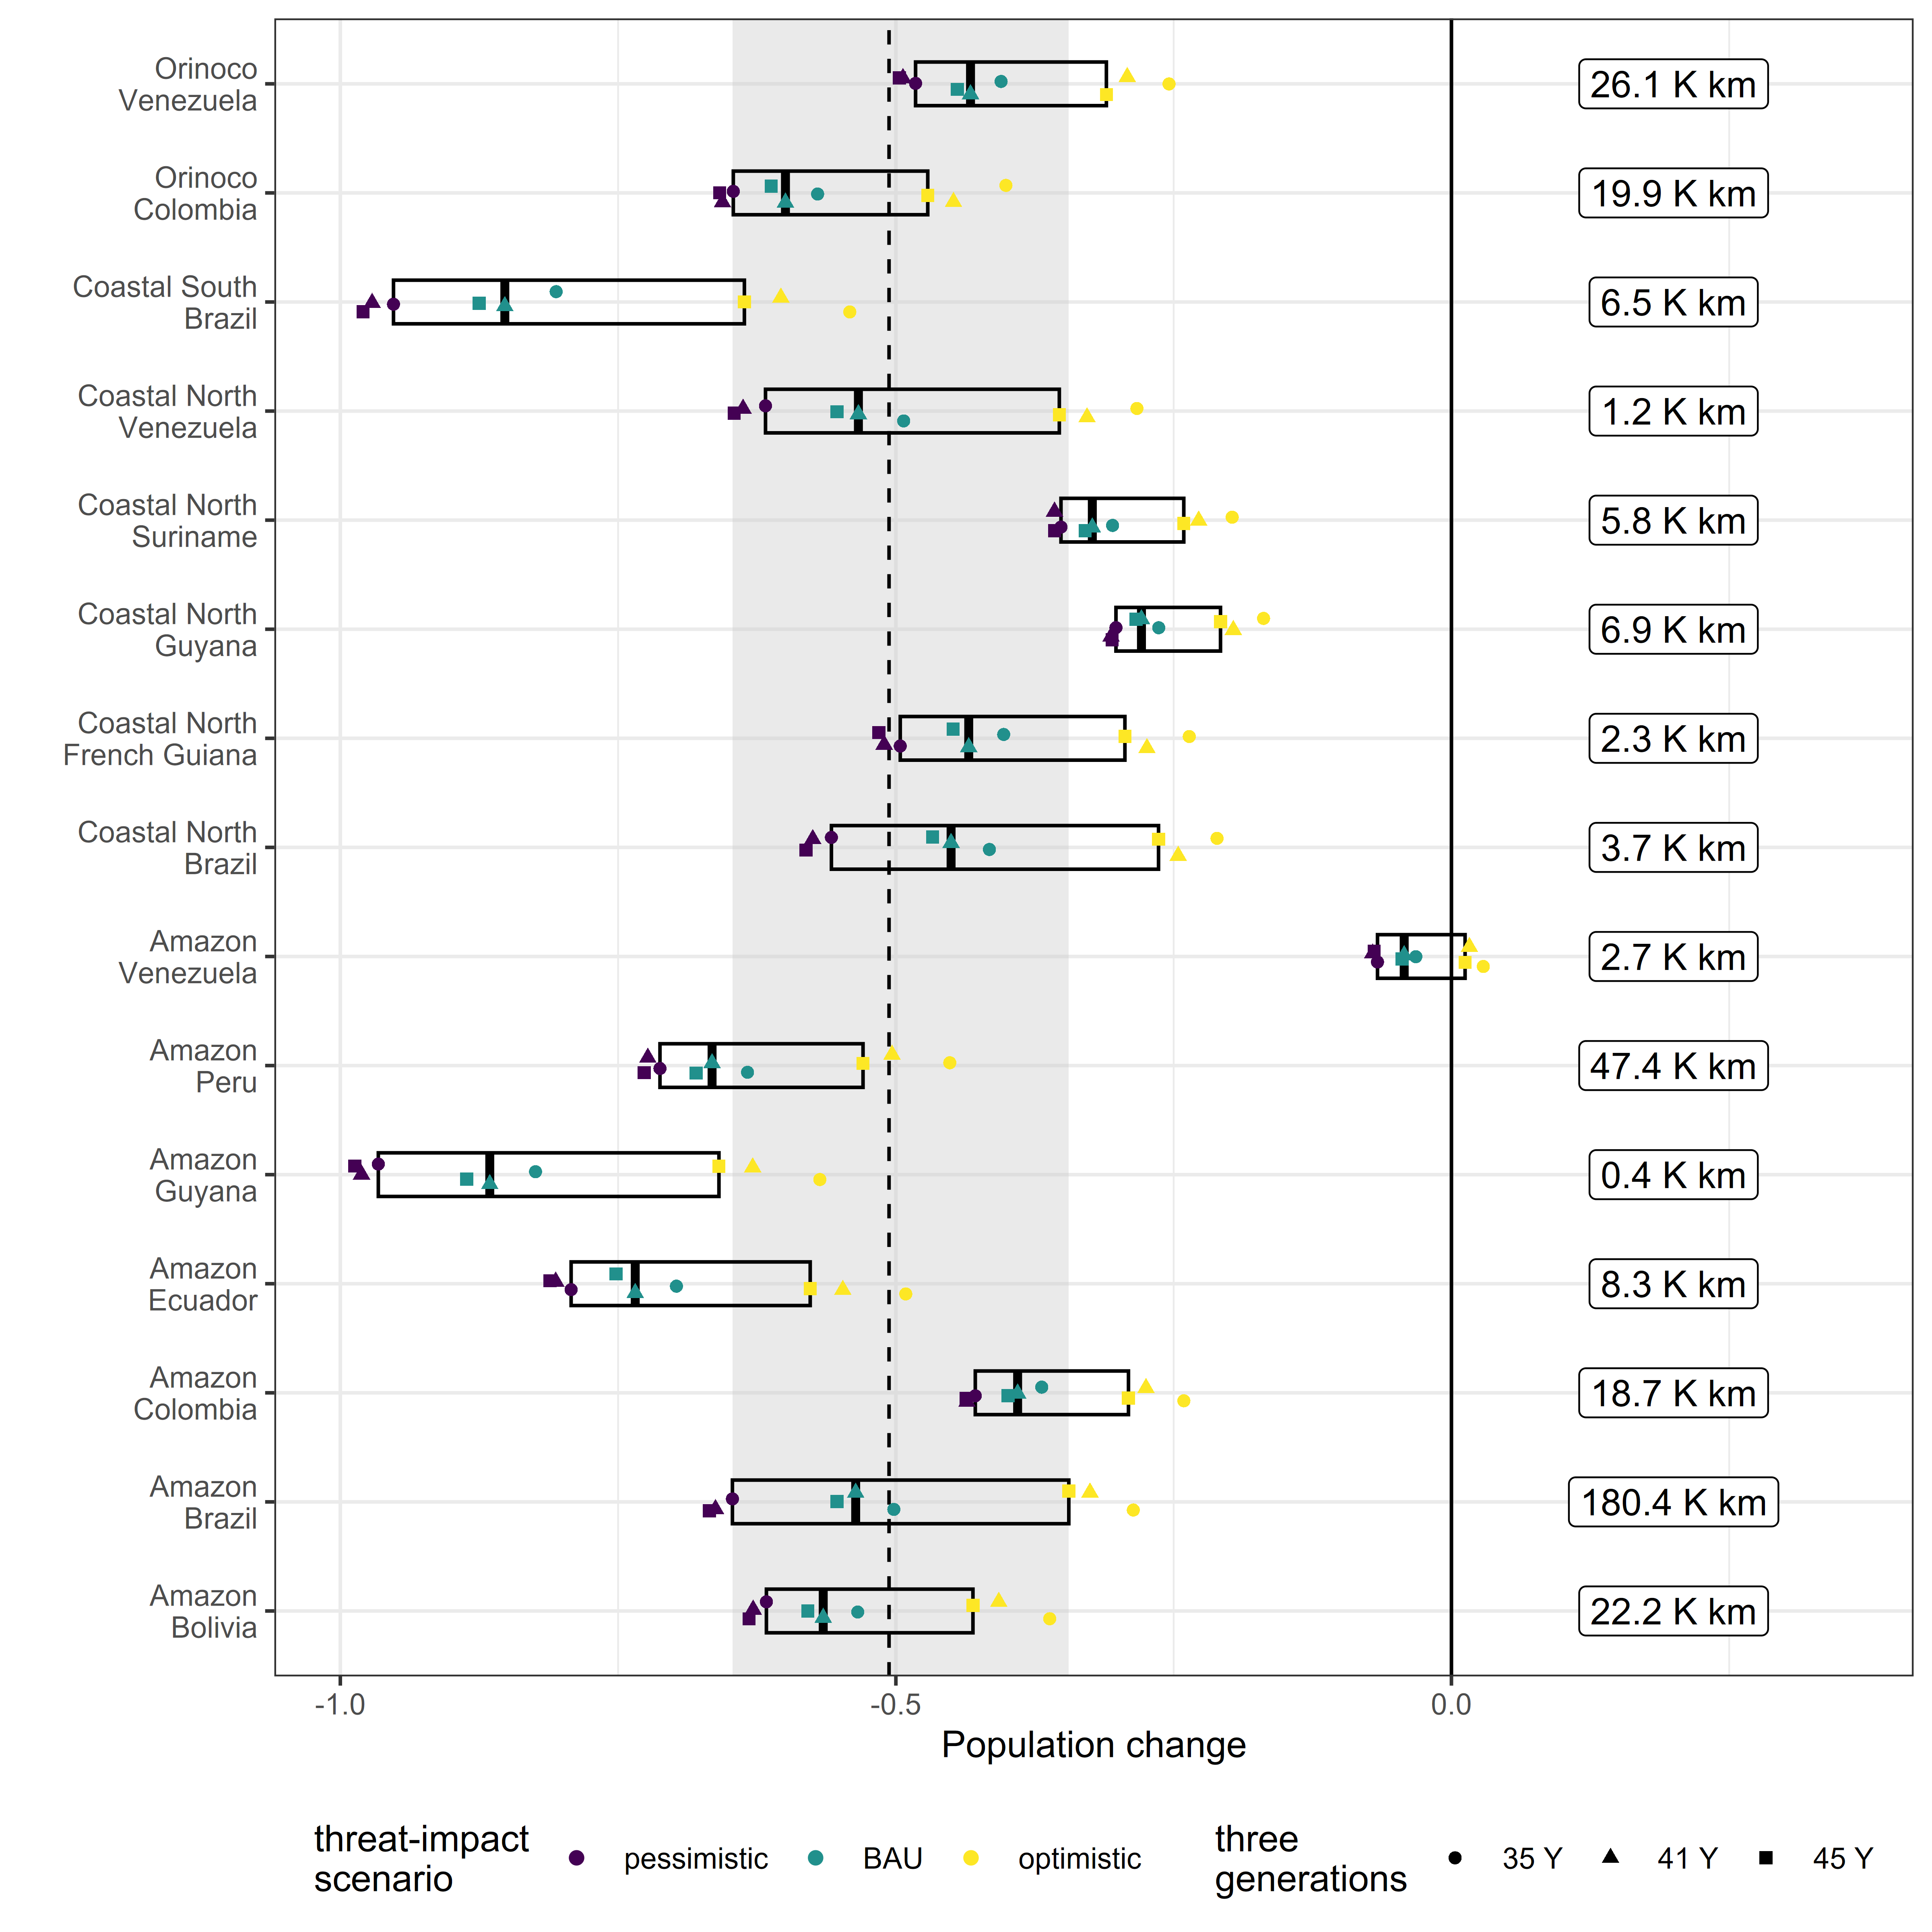 Orinoco
Venezuela
26.1 K km
Orinoco
Colombia
19.9 K km
Coastal South
Brazil
6.5 K km
Coastal North
Venezuela
1.2 K km
Coastal North
Suriname
5.8 K km
Coastal North
Guyana
6.9 K km
Coastal North
French Guiana
2.3 K km
Coastal North
Brazil
3.7 K km
Amazon
Venezuela
2.7 K km
Amazon
Peru
47.4 K km
Amazon
Guyana
0.4 K km
Amazon
Ecuador
8.3 K km
Amazon
Colombia
18.7 K km
Amazon
Brazil
180.4 K km
Amazon
Bolivia
22.2 K km
-1.0 -0.5 0.0
Population change
threat-impact
scenario
pessimistic BAU optimistic
three
generations
35 Y 41 Y 45 Y